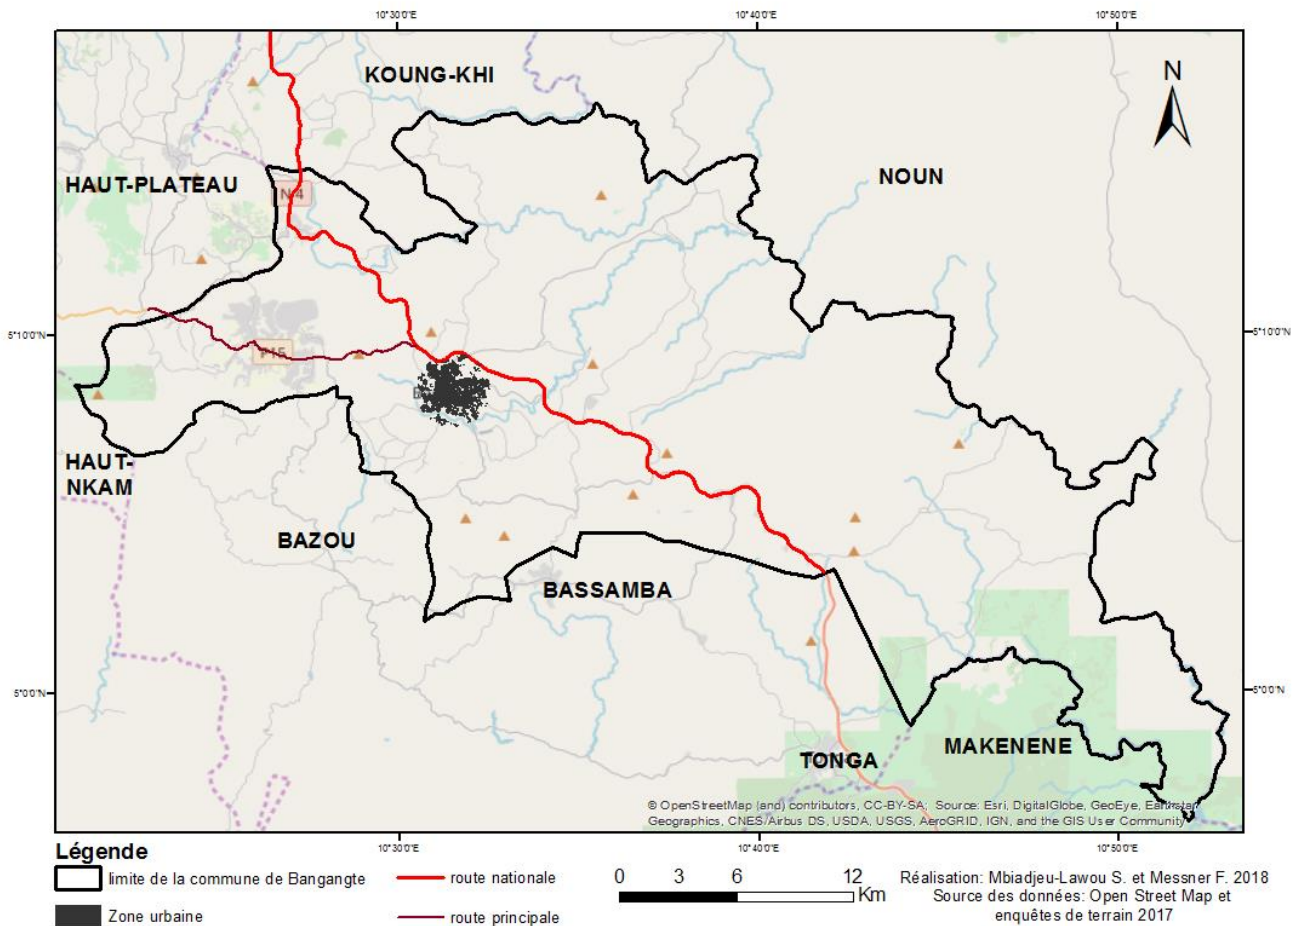 10°30'0"E 10°40'0"E 10°50'0"E
KOUNG-KHI
N
HAUT-PLATEAU
NOUN
N 4
5°10'0"N 5°10'0"N
P15
HAUT-
NKAM
BAZOU
BASSAMBA
5°0'0"N 5°0'0"N
TONGA
MAKENENE
© OpenStreetMap (and) contributors, CC-BY-SA, Source: Esri, DigitalGlobe, GeoEye, Earthstar
Geographics, CNES/Airbus DS, USDA, USGS, AeroGRID, IGN, and the GIS User Community
10°30'0"E 10°40'0"E 10°50'0"E
Légende
limite de la commune de Bangangte
route nationale
Zone urbaine
route principale
0 3 6 12
Km
Réalisation: Mbiadjeu-Lawou S. et Messner F. 2018
Source des données: Open Street Map et
enquêtes de terrain 2017